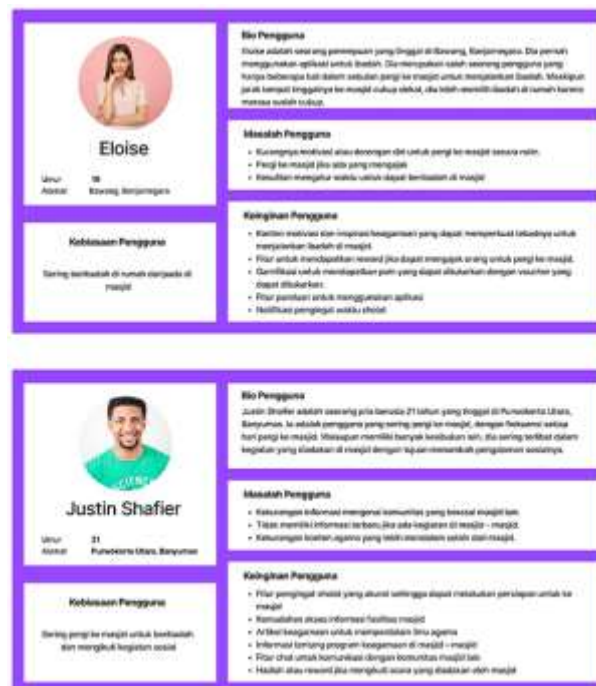 Eloise
Umur 18
Alamat Bawang, Banjarnegara
Kebiasaan Pengguna
Sering beribadah di rumah daripada di
masjid
Bio Pengguna
Eloise adalah seorang perempuan yang tinggal di Bawang, Banjarnegara. Dia pernah
menggunakan aplikasi untuk ibadah. Dia merupakan salah seorang pengguna yang
hanya beberapa kali dalam sebulan pergi ke masjid untuk menjalankan ibadah. Meskipun
jarak tempat tinggalnya ke masjid cukup dekat, dia lebih memilih ibadah di rumah karena
merasa sudah cukup.
Masalah Pengguna
• Kurangnya motivasi atau dorongan diri untuk pergi ke masjid secara rutin.
• Pergi ke masjid jika ada yang mengajak
• Kesulitan mengatur waktu untuk dapat beribadah di masjid
Keinginan Pengguna
• Konten motivasi dan inspirasi keagamaan yang dapat memperkuat tekadnya untuk
menjalankan ibadah di masjid.
• Fitur untuk mendapatkan reward jika dapat mengajak orang untuk pergi ke masjid.
• Gamifikasi untuk mendapatkan poin yang dapat ditukarkan dengan voucher yang
dapat ditukarkan.
• Fitur panduan untuk menggunakan aplikasi
• Notifikasi pengingat waktu sholat
Justin Shafier
Umur 21
Alamat Purwokerto Utara, Banyumas
Kebiasaan Pengguna
Sering pergi ke masjid untuk beribadah
dan mengikuti kegiatan sosial
Bio Pengguna
Justin Shafier adalah seorang pria berusia 21 tahun yang tinggal di Purwokerto Utara,
Banyumas. Ia adalah pengguna yang sering pergi ke masjid, dengan frekuensi setiap
hari pergi ke masjid. Walaupun memiliki banyak kesibukan lain, dia sering terlibat dalam
kegiatan yang diadakan di masjid dengan tujuan menambah pengalaman sosialnya.
Masalah Pengguna
• Kekurangan informasi mengenai komunitas yang berasal masjid lain.
• Tidak memiliki informasi terbaru jika ada kegiatan di masjid – masjid.
• Kekurangan konten agama yang lebih mendalam selain dari masjid.
Keinginan Pengguna
• Fitur pengingat sholat yang akurat sehingga dapat melakukan persiapan untuk ke
masjid
• Kemudahan akses informasi fasilitas masjid
• Artikel keagamaan untuk memperdalam ilmu agama
• Informasi tentang program keagamaan di masjid – masjid
• Fitur chat untuk komunikasi dengan komunitas masjid lain
• Hadiah atau reward jika mengikuti acara yang diadakan oleh masjid